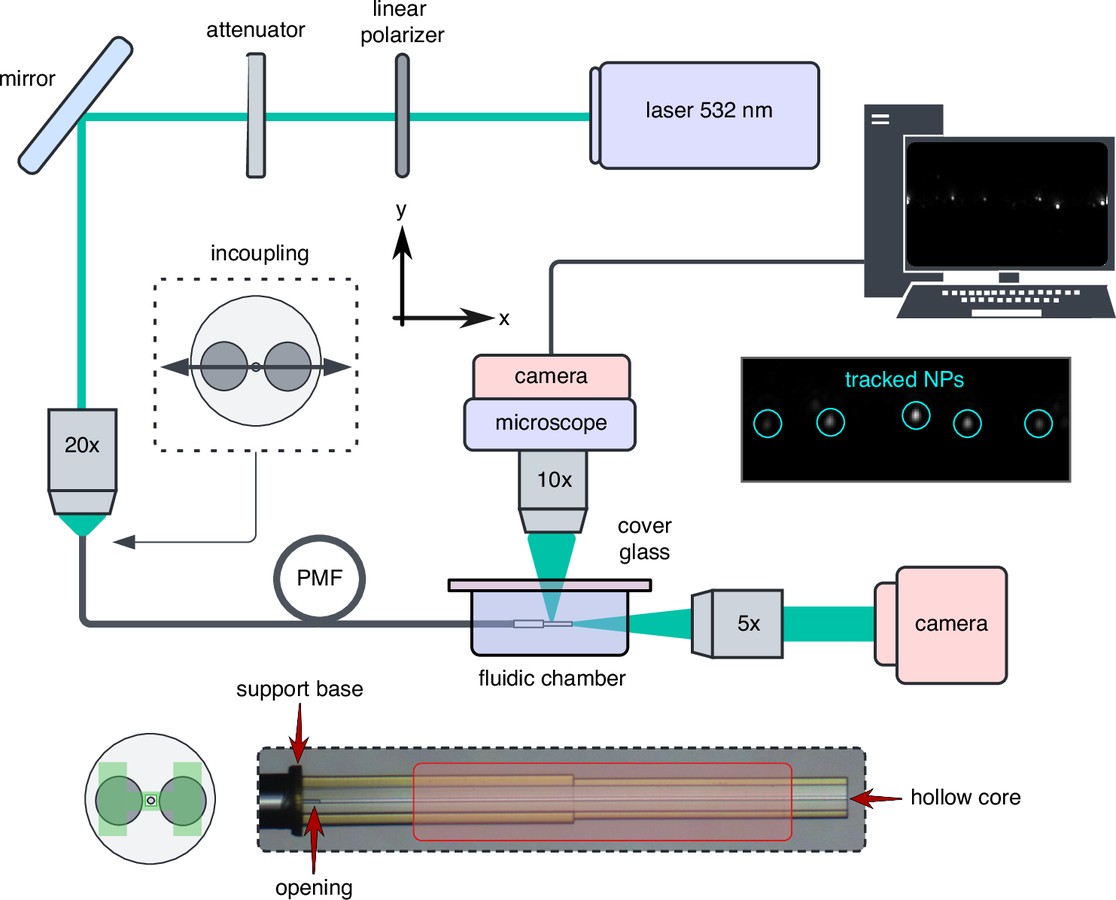 linear
polarizer
attenuator
mirror
laser 532 nm
y
x
incoupling
camera
microscope
10x
tracked NPs
20x
cover
glass
PMF
5x
camera
fluidic chamber
support base
hollow core
opening